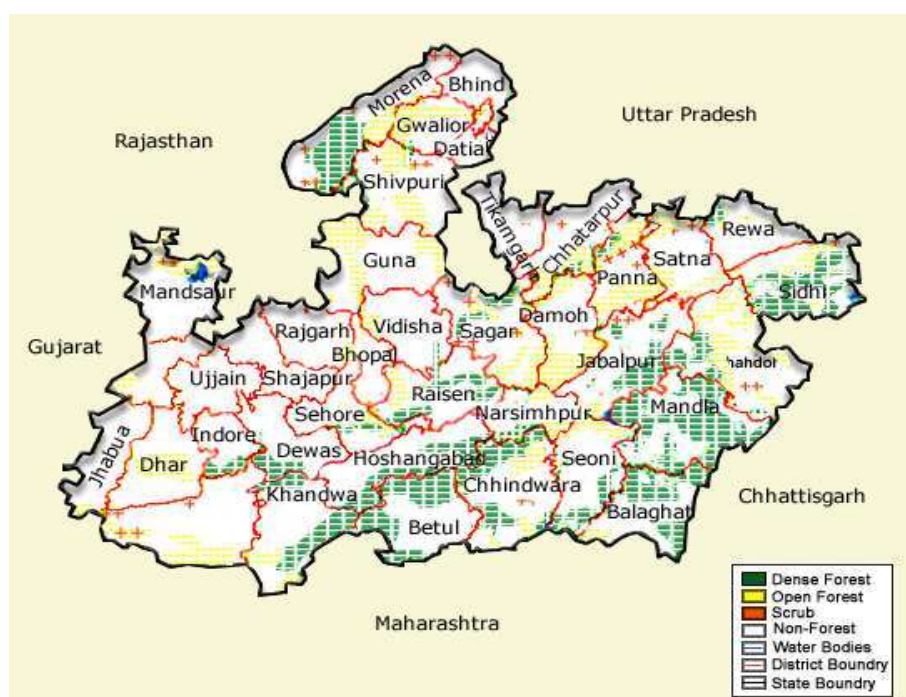 Bhind
Morena
Uttar Pradesh
Gwalior
Rajasthan
Datia
Shivpuri
Tikamgarh
Chhatarpur
Rewa
Guna
Satna
Panna
Mandsaur
Sidhi
Damoh
Rajgarh
Vidisha
Sagar
Gujarat
Bhopal
Jabalpur
hahdol
Ujjain
Shajapur
Raisen
Mandla
Sehore
Narsimhpur
Indore
Dewas
Hoshangabad
Seoni
Jhabua
Dhar
Chhindwara
Khandwa
Chhattisgarh
Balaghat
Betul
Maharashtra
Dense Forest
Open Forest
Scrub
Non-Forest
Water Bodies
District Boundry
State Boundry